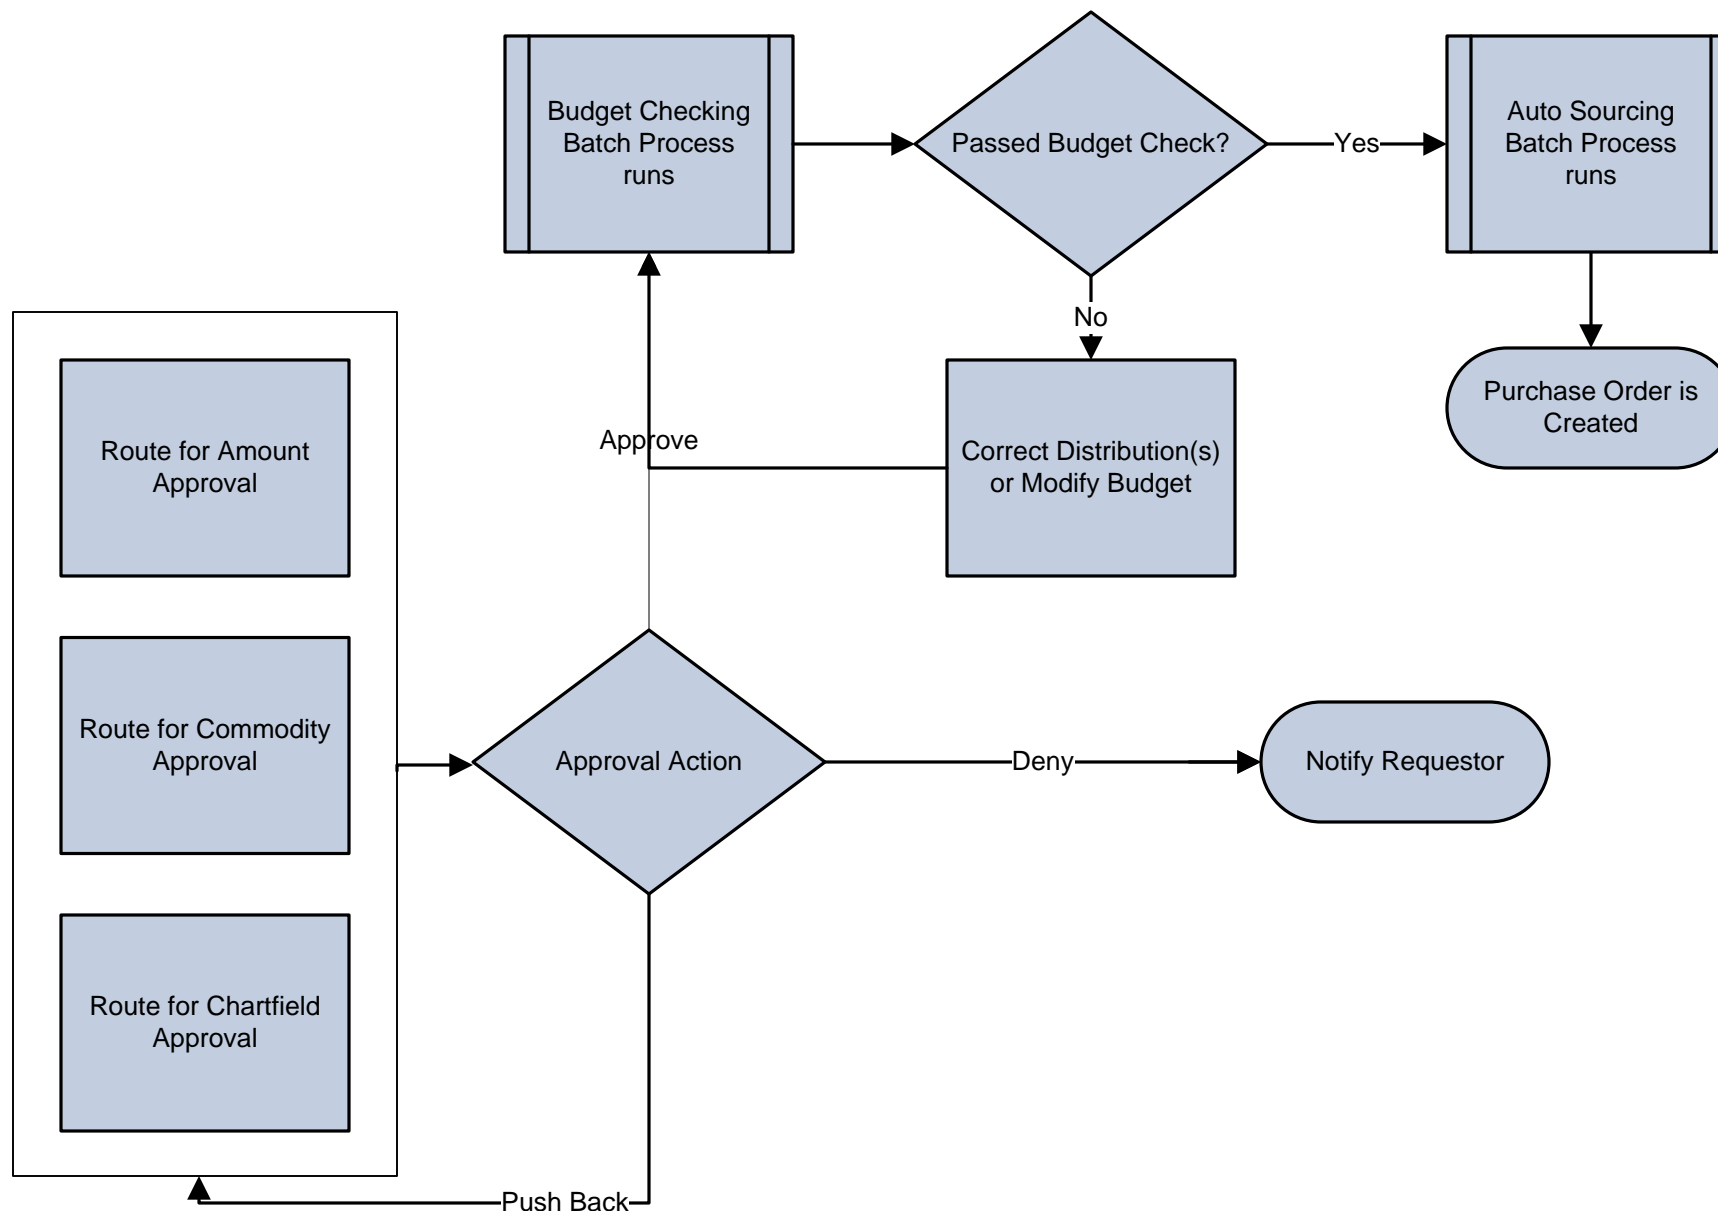 Budget Checking
Batch Process
runs
Passed Budget Check?
Yes
Auto Sourcing
Batch Process
runs
No
Purchase Order is
Created
Approve
Correct Distribution(s)
or Modify Budget
Route for Amount
Approval
Route for Commodity
Approval
Approval Action
Deny
Notify Requestor
Route for Chartfield
Approval
Push Back